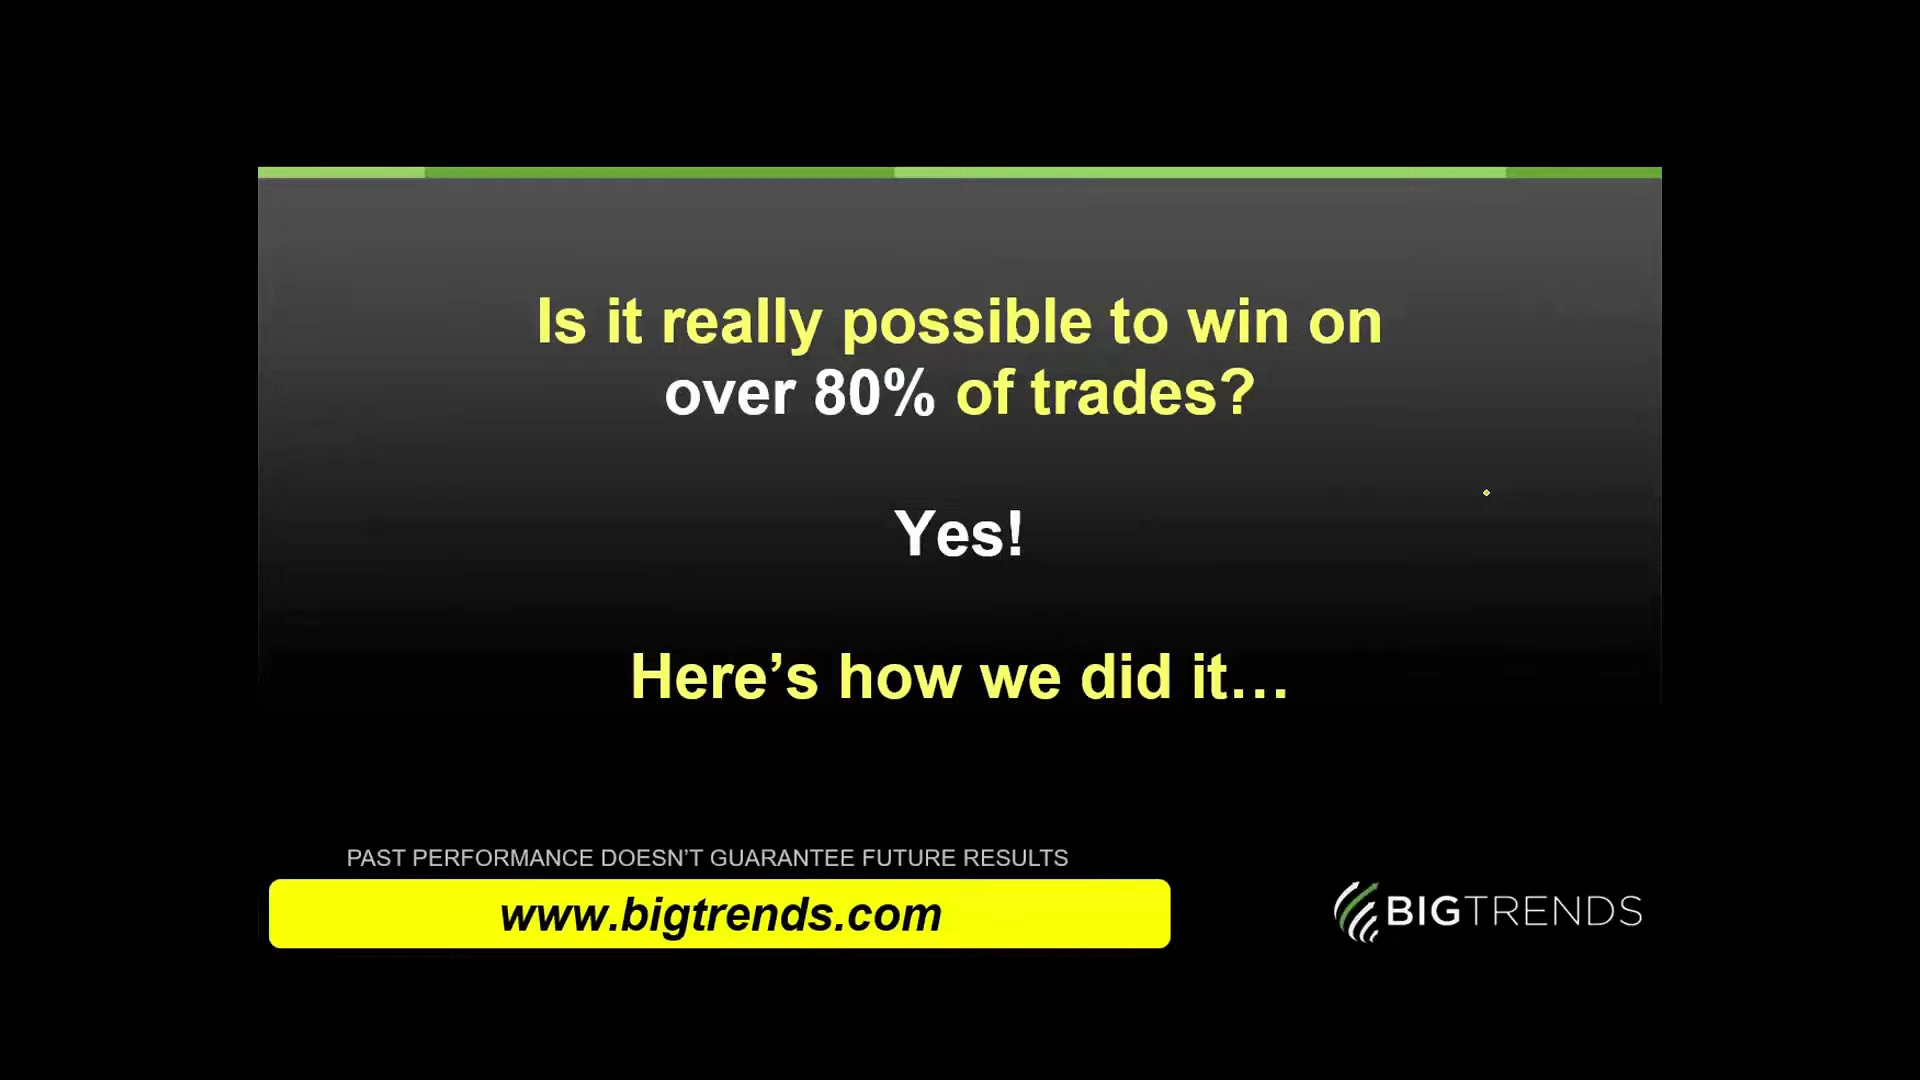 Is it really possible to win on
over 80% of trades?
Yes!
Here’s how we did it…
PAST PERFORMANCE DOESN’T GUARANTEE FUTURE RESULTS
www.bigtrends.com
BIGTRENDS